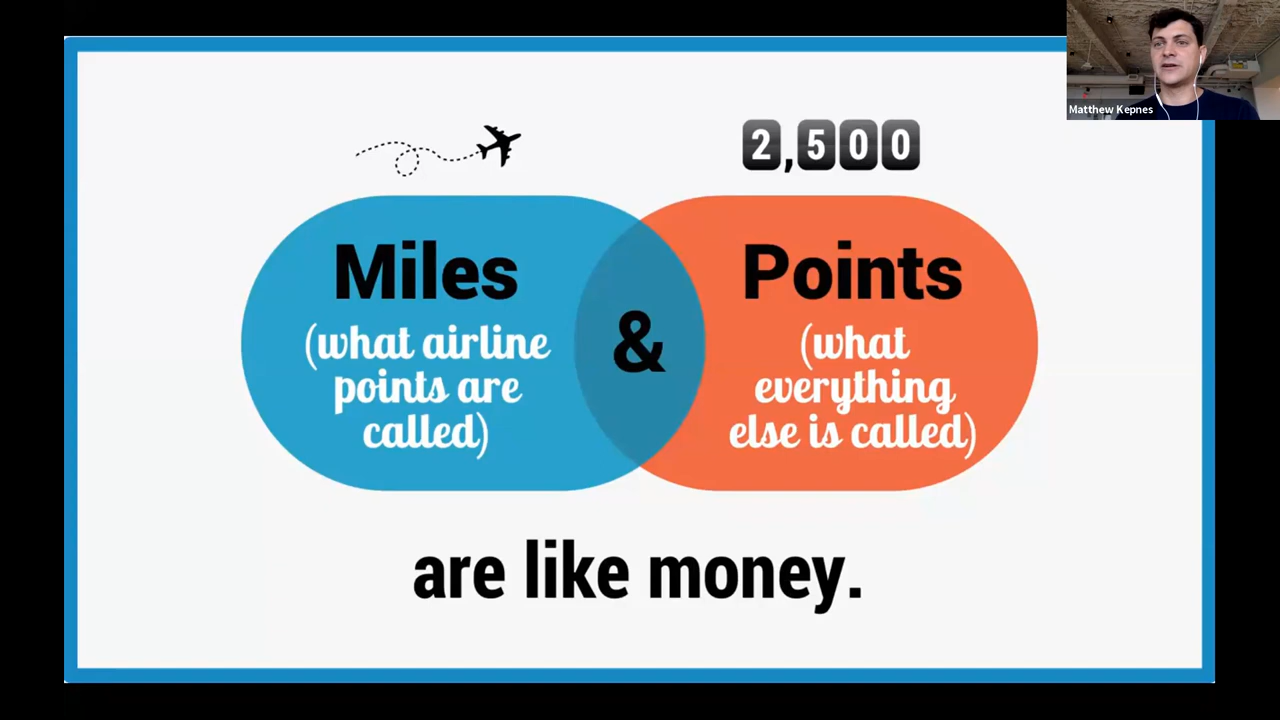 Matthew Kepnes
2,500
Miles
(what airline
points are
called)
&
Points
(what
everything
else is called)
are like money.